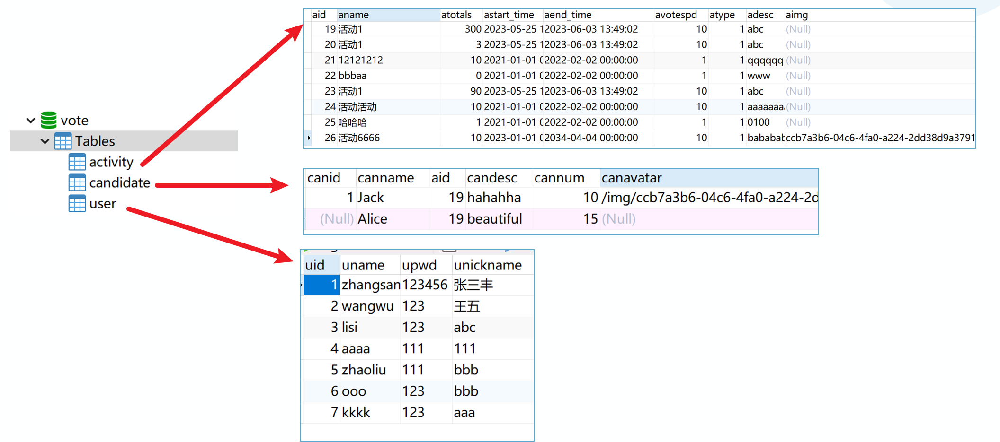 vote
Tables
activity
candidate
user
aid aname atotals astart_time aend_time avotespd atype adesc aimg
19 活动1 300 2023-05-25 1 2023-06-03 13:49:02 10 1 abc (Null)
20 活动1 3 2023-05-25 1 2023-06-03 13:49:02 10 1 abc (Null)
21 12121212 10 2021-01-01 0 2022-02-02 00:00:00 1 1 qqqqqq (Null)
22 bbbaa 0 2021-01-01 0 2022-02-02 00:00:00 1 1 www (Null)
23 活动1 90 2023-05-25 1 2023-06-03 13:49:02 10 1 abc (Null)
24 活动活动 10 2021-01-01 0 2022-02-02 00:00:00 10 1 aaaaaaa (Null)
25 哈哈哈 1 2021-01-01 0 2022-02-02 00:00:00 1 1 0100 (Null)
26 活动6666 10 2023-01-01 0 2034-04-04 00:00:00 10 1 bababab ccb7a3b6-04c6-4fa0-a224-2dd38d9a3791
canid canname aid candesc cannum canavatar
1 Jack 19 hahahha 10 /img/ccb7a3b6-04c6-4fa0-a224-2d
(Null) Alice 19 beautiful 15 (Null)
uid uname upwd unickname
1 zhangsan 123456 张三丰
2 wangwu 123 王五
3 lisi 123 abc
4 aaaa 111 111
5 zhaoliu 111 bbb
6 ooo 123 bbb
7 kkkk 123 aaa